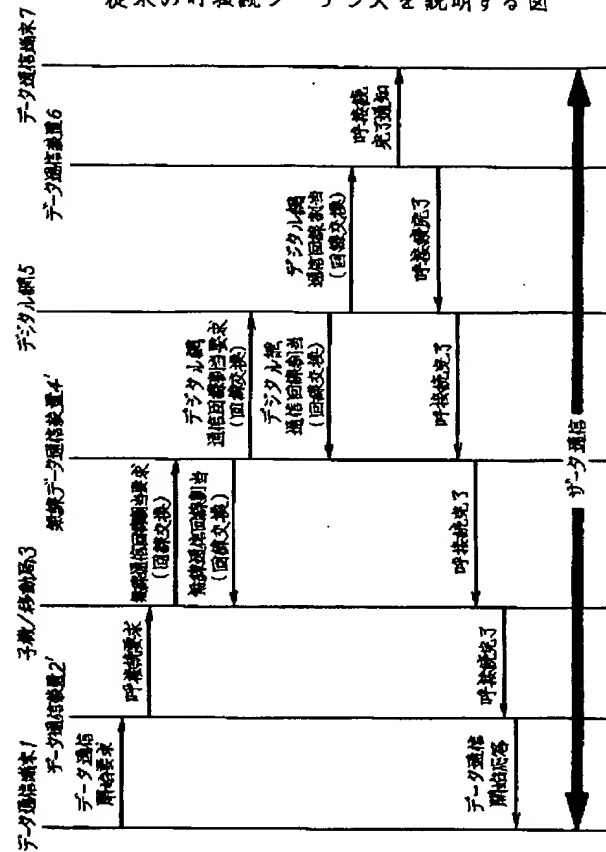 従来の呼接続シーケンスを説明する図
データ通信端末1
データ通信装置2'
子機/移動局3
無線データ通信装置4'
デジタル網5
データ通信装置6
データ通信端末7
データ通信
開始要求
呼接続要求
無線通信回線割当要求
(回線交換)
無線通信回線割当
(回線交換)
デジタル網
通信回線割当要求
(回線交換)
デジタル網
通信回線割当
(回線交換)
デジタル網
通信回線割当
(回線交換)
呼接続
完了通知
呼接続完了
呼接続完了
呼接続完了
呼接続完了
データ通信
開始応答
データ通信